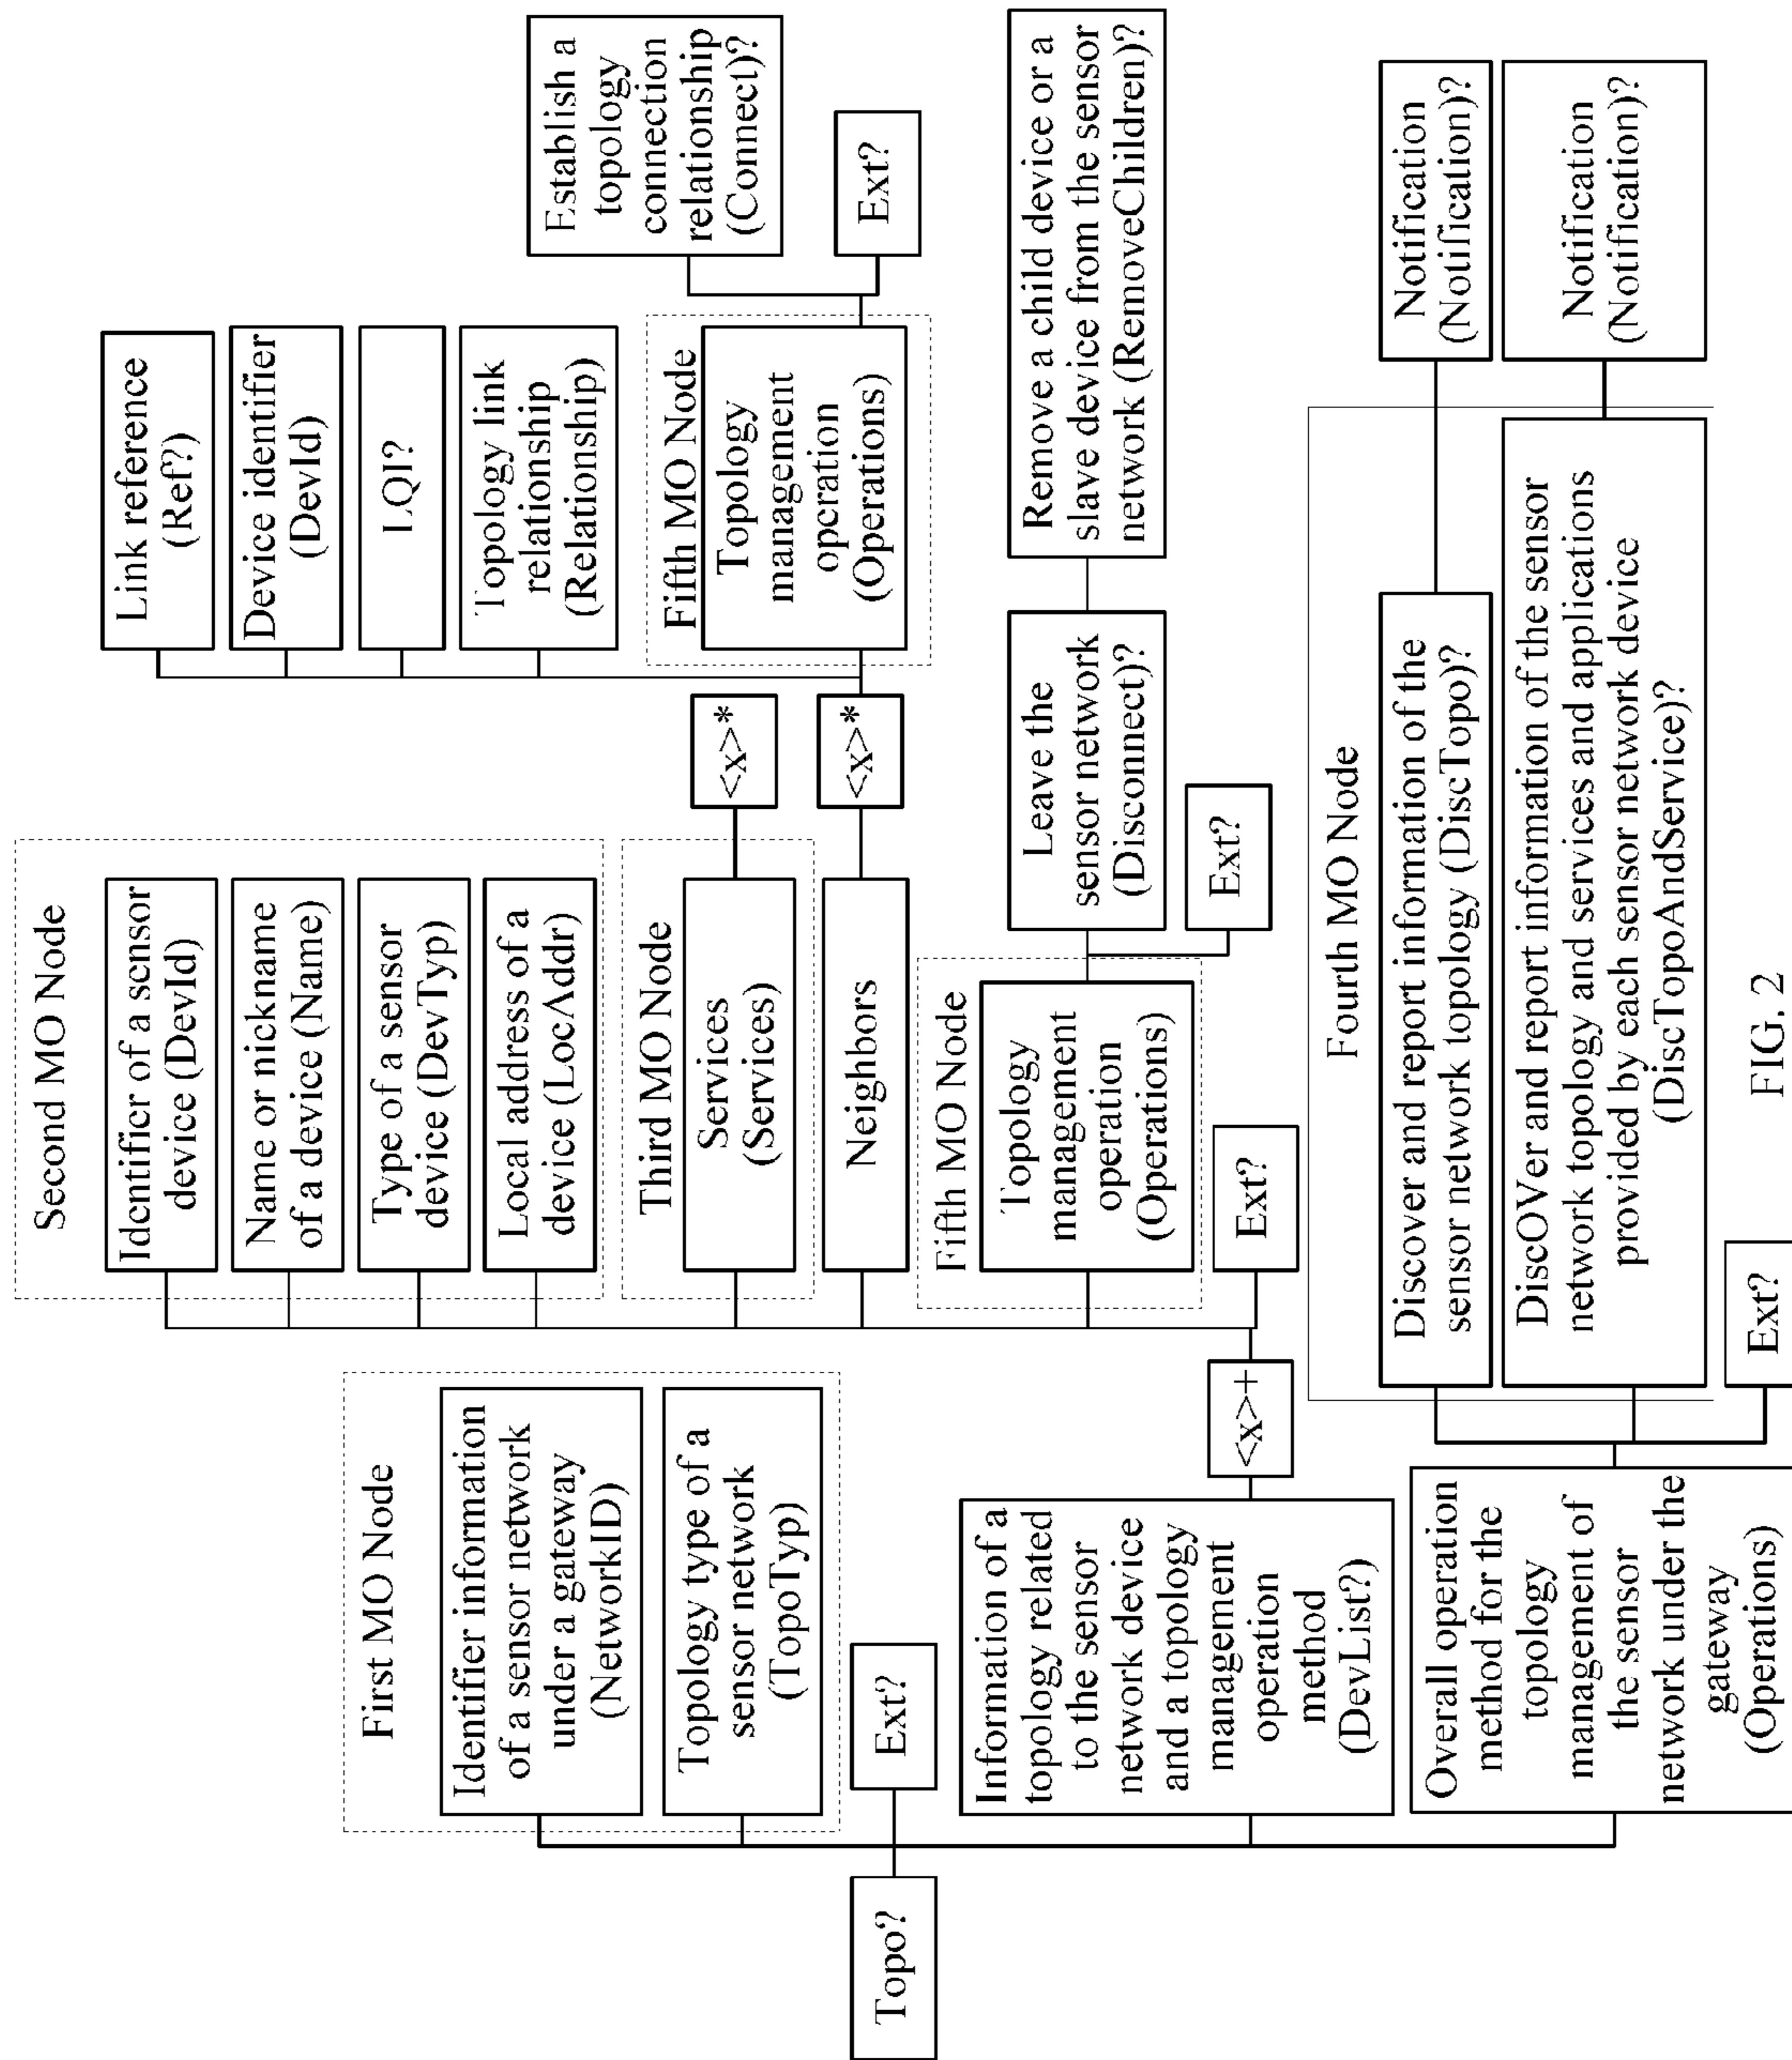 Topo?
First MO Node
Identifier information
of a sensor network
under a gateway
(NetworkID)
Topology type of a
sensor network
(TopoTyp)
Ext?
Information of a
topology related
to the sensor
network device
and a topology
management
operation
method
(DevList?)
Overall operation
method for the
topology
management of
the sensor
network under the
gateway
(Operations)
<x>+
Second MO Node
Identifier of a sensor
device (DevId)
Name or nickname
of a device (Name)
Type of a sensor
device (DevTyp)
Local address of a
device (LocAddr)
Third MO Node
Services
(Services)
<x>*
Neighbors
<x>*
Link reference
(Ref?)
Device identifier
(DevId)
LQI?
Topology link
relationship
(Relationship)
Fifth MO Node
Topology
management
operation
(Operations)
Establish a
topology
connection
relationship
(Connect)?
Ext?
Fifth MO Node
Topology
management
operation
(Operations)
Leave the
sensor network
(Disconnect)?
Remove a child device or a
slave device from the sensor
network (RemoveChildren)?
Ext?
Ext?
Fourth MO Node
Discover and report information of the
sensor network topology (DiscTopo)?
Notification
(Notification)?
DiscOVer and report information of the sensor
network topology and services and applications
provided by each sensor network device
(DiscTopoAndService)?
Notification
(Notification)?
Ext?
FIG. 2